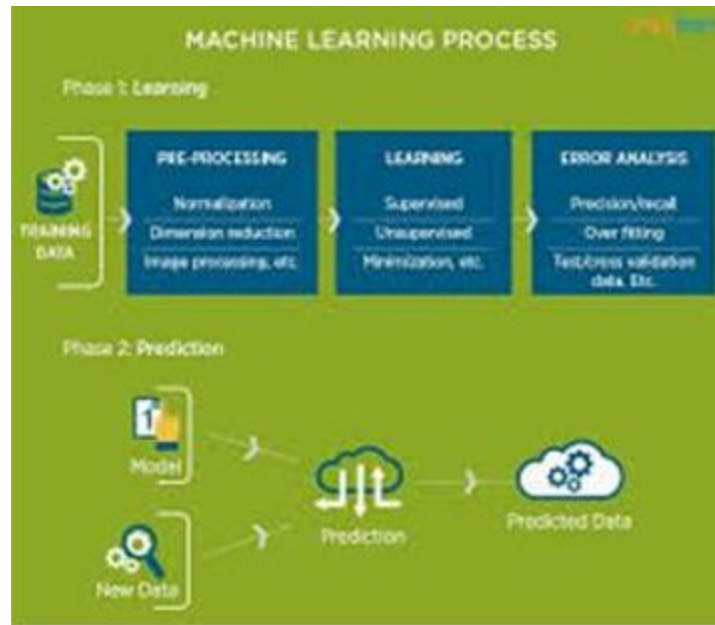 MACHINE LEARNING PROCESS
Phase 1: Learning
TRAINING
DATA
PRE-PROCESSING
Normalization
Dimension reduction
Image processing, etc.
LEARNING
Supervised
Unsupervised
Minimization, etc.
ERROR ANALYSIS
Precision/recall
Over fitting
Test/cross validation
data. Etc.
Phase 2: Prediction
1
Model
New Data
Prediction
Predicted Data